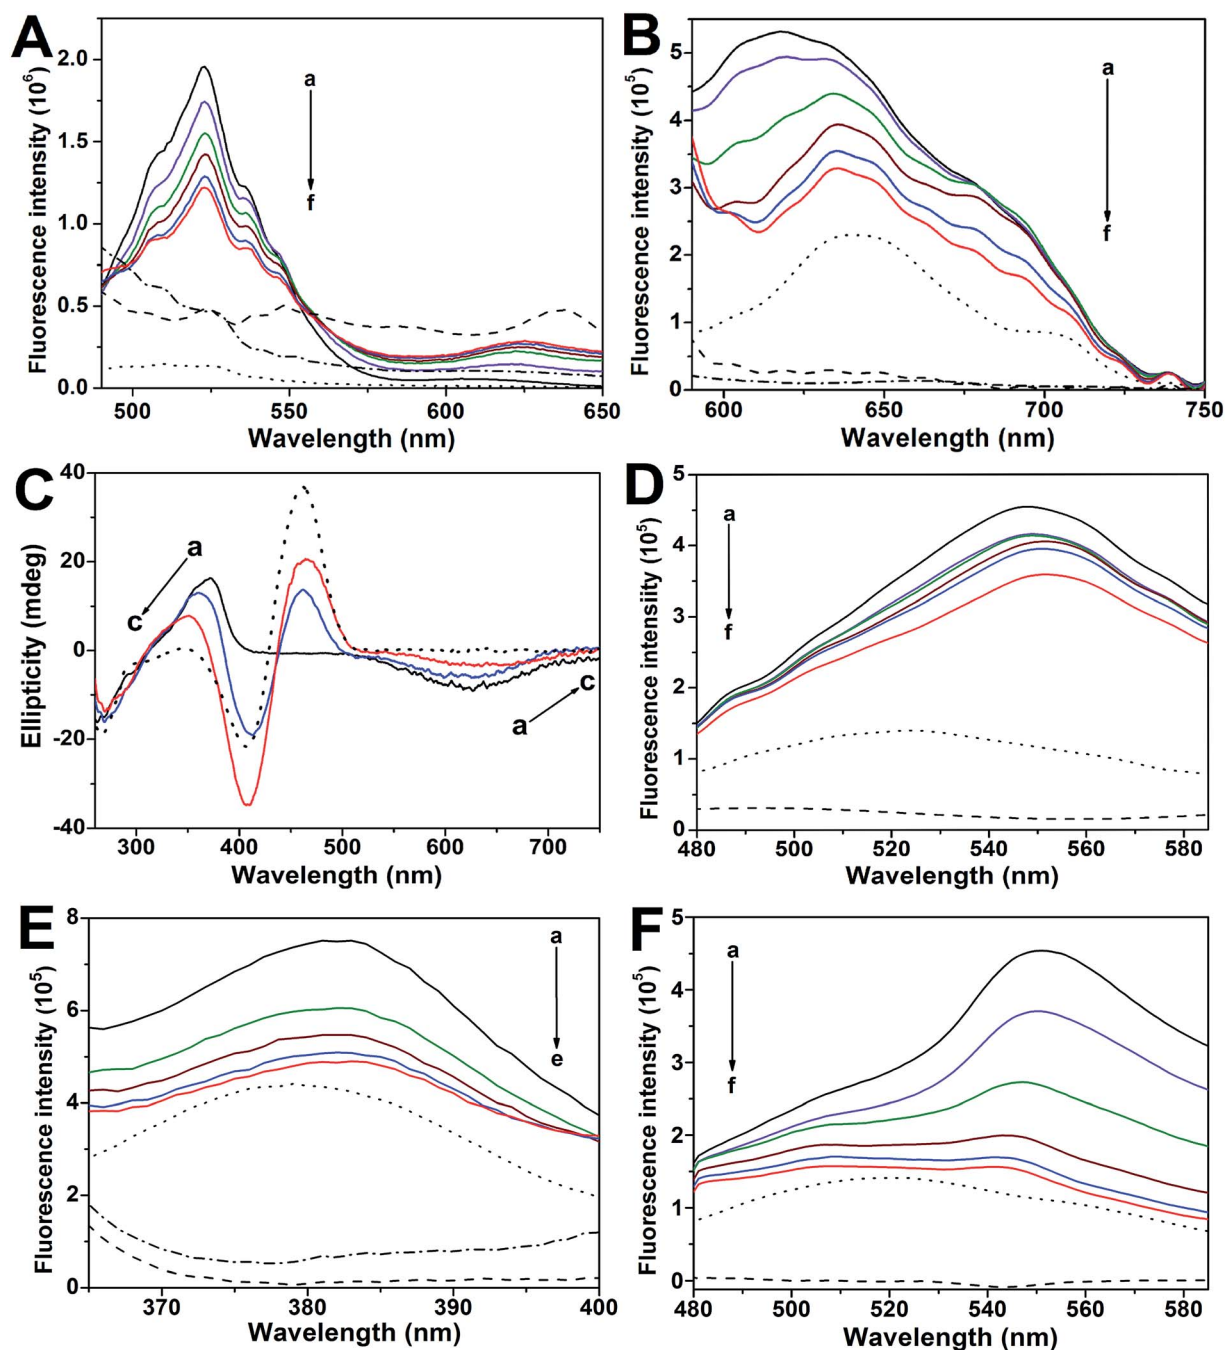 A
Fluorescence intensity (10⁶)
2.0
1.5
1.0
0.5
0.0
a
f
500 550 600 650
Wavelength (nm)
B
Fluorescence intensity (10⁵)
5
4
3
2
1
0
a
f
600 650 700 750
Wavelength (nm)
C
Ellipticity (mdeg)
40
20
0
-20
-40
a
c
c
a
300 400 500 600 700
Wavelength (nm)
D
Fluorescence intensiity (10⁵)
5
4
3
2
1
0
a
f
480 500 520 540 560 580
Wavelength (nm)
E
Fluorescence intensity (10⁵)
8
6
4
2
0
a
e
370 380 390 400
Wavelength (nm)
F
Fluorescence intensity (10⁵)
5
4
3
2
1
0
a
f
480 500 520 540 560 580
Wavelength (nm)